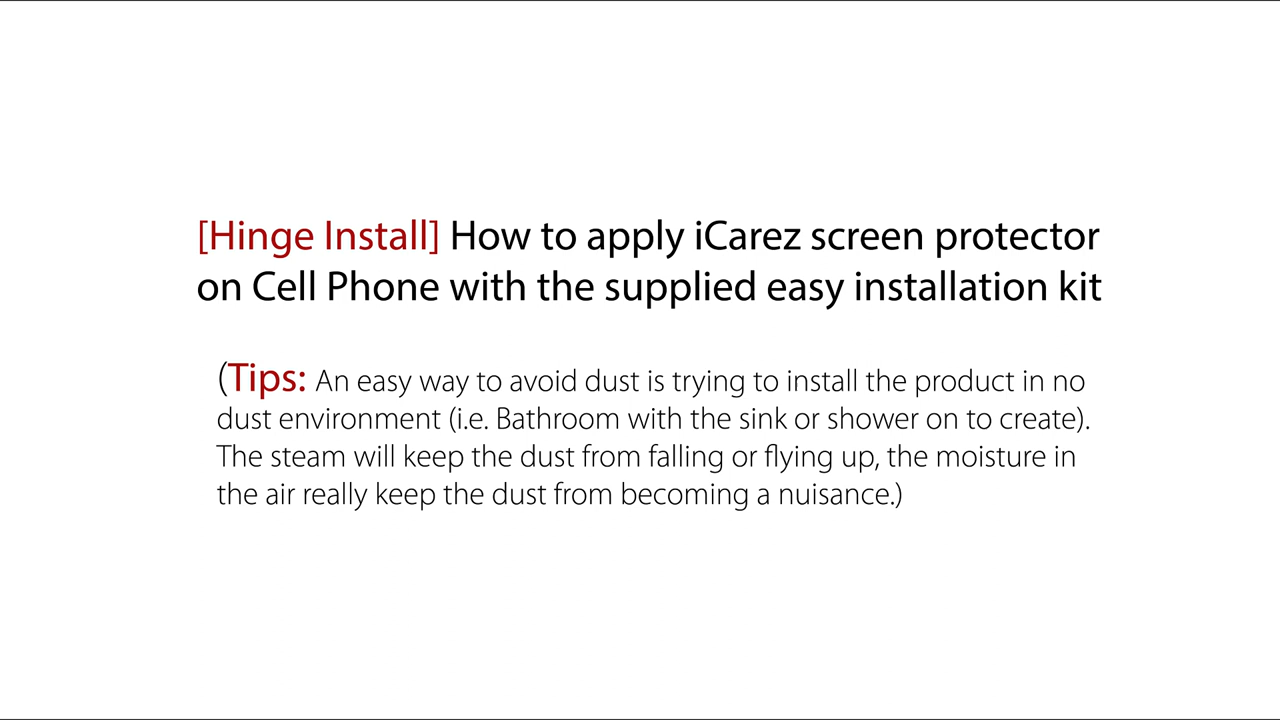 [Hinge Install] How to apply iCarez screen protector
on Cell Phone with the supplied easy installation kit
(Tips: An easy way to avoid dust is trying to install the product in no
dust environment (i.e. Bathroom with the sink or shower on to create).
The steam will keep the dust from falling or flying up, the moisture in
the air really keep the dust from becoming a nuisance.)